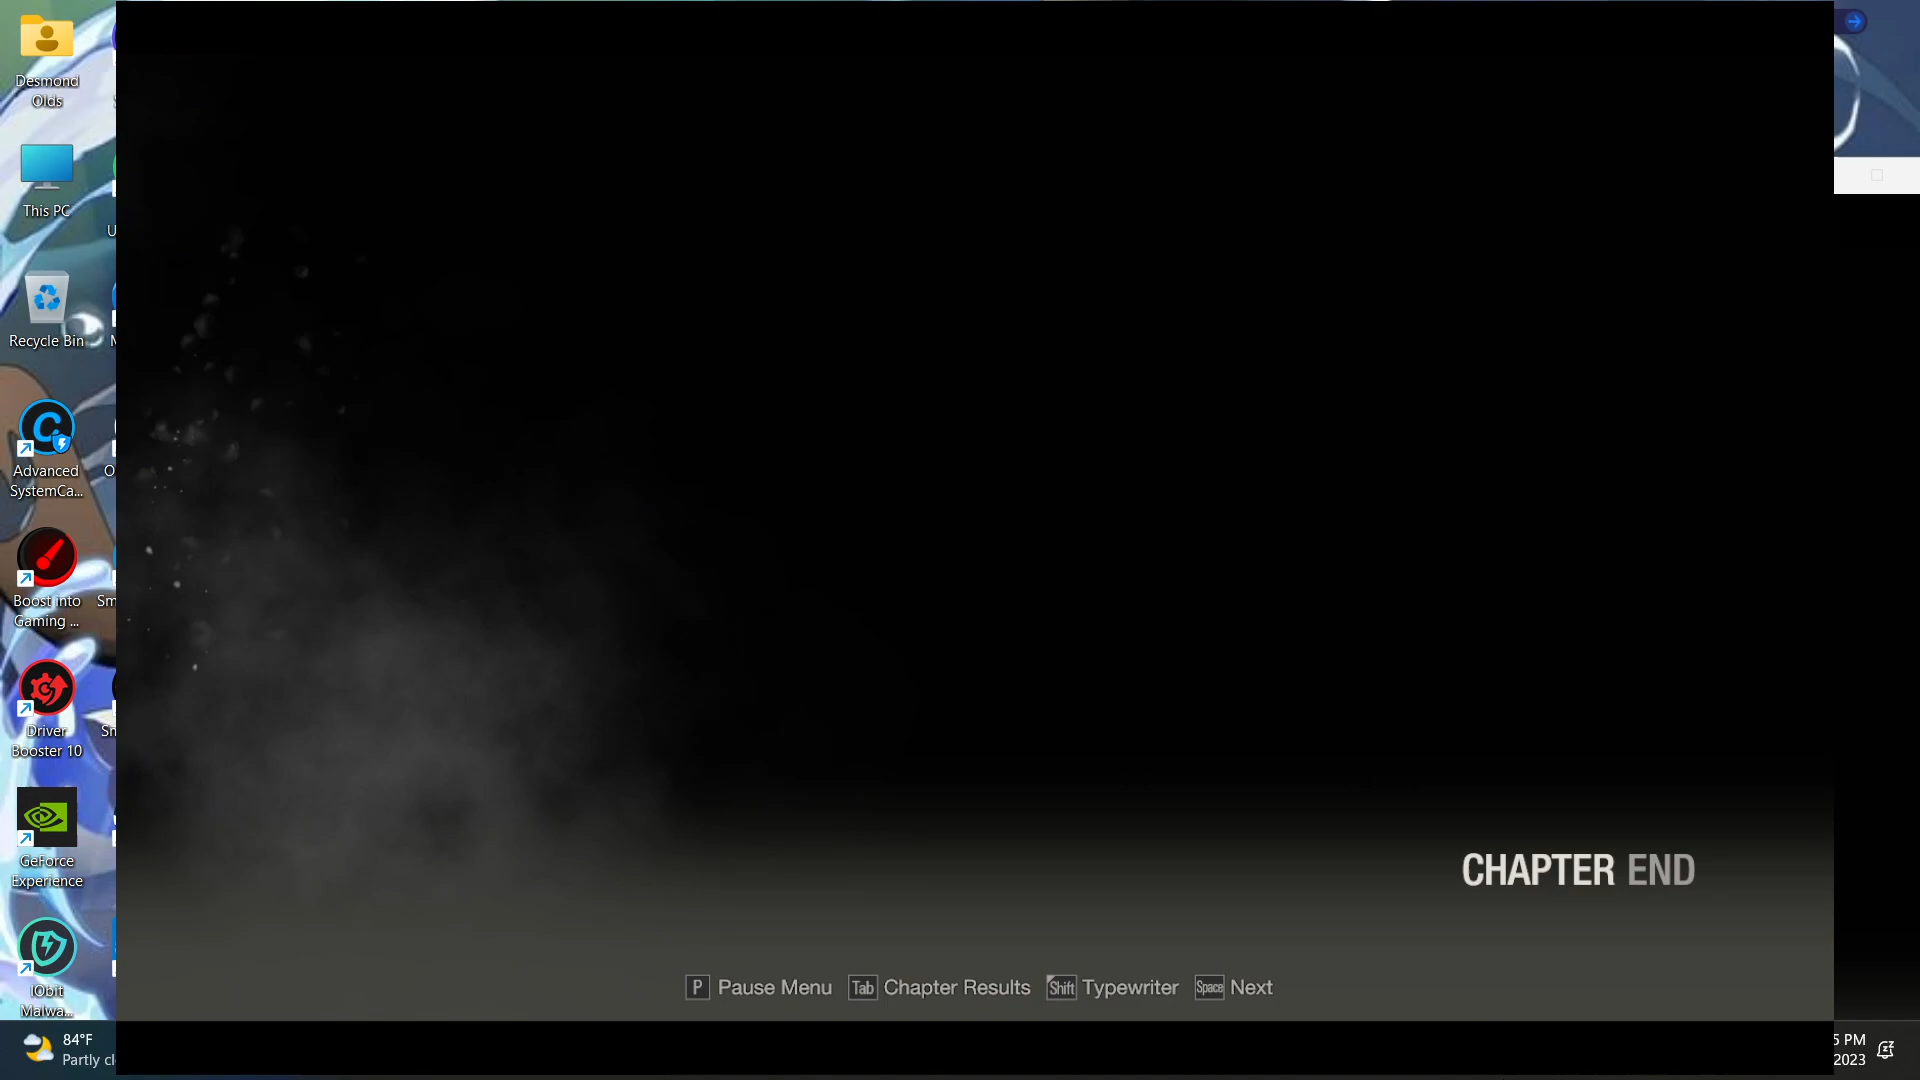 Desmond
Olds
This PC
Recycle Bin
Advanced
SystemCa...
Boost into
Gaming ...
Driver
Booster 10
GeForce
Experience
IObit
Malwa...
CHAPTER END
P Pause Menu Tab Chapter Results Shift Typewriter Space Next
84°F
Partly cl
5 PM
2023